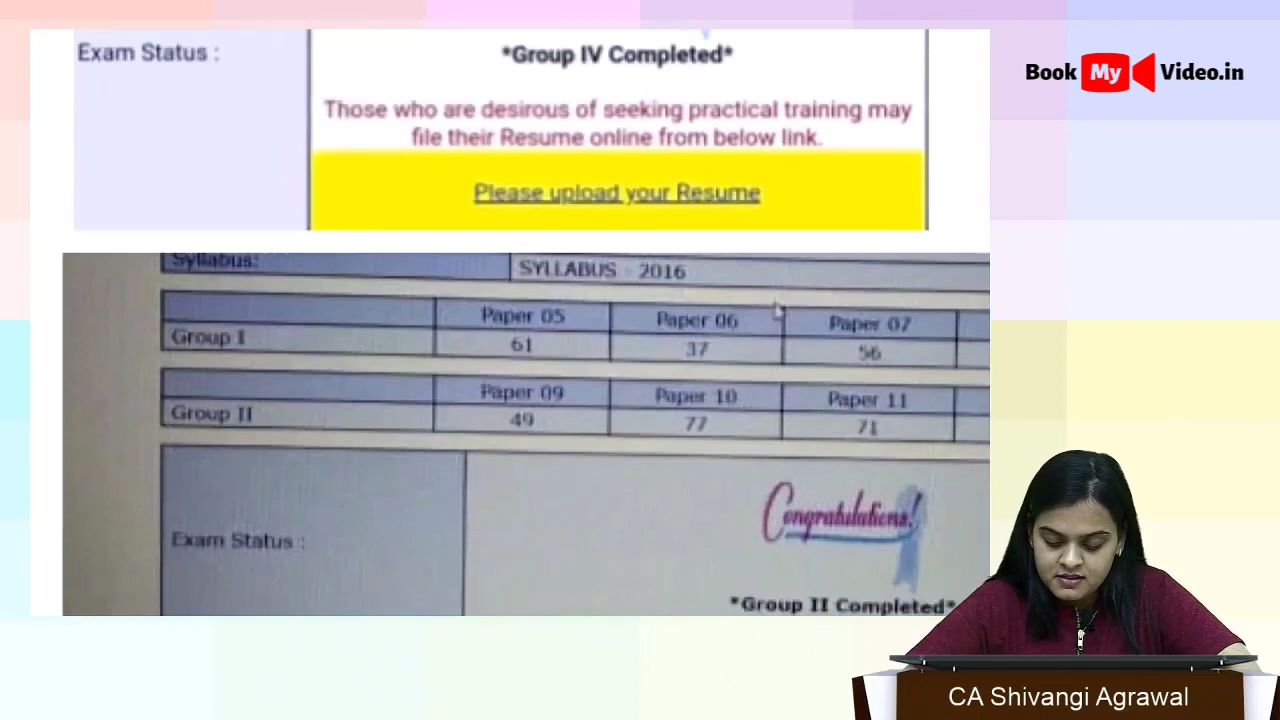 Exam Status :
*Group IV Completed*
Those who are desirous of seeking practical training may
file their Resume online from below link.
Please upload your Resume
Book My Video.in
Syllabus: SYLLABUS - 2016
Paper 05 Paper 06 Paper 07
Group I 61 37 56
Paper 09 Paper 10 Paper 11
Group II 49 77 71
Congratulations!
Exam Status :
*Group II Completed*
CA Shivangi Agrawal